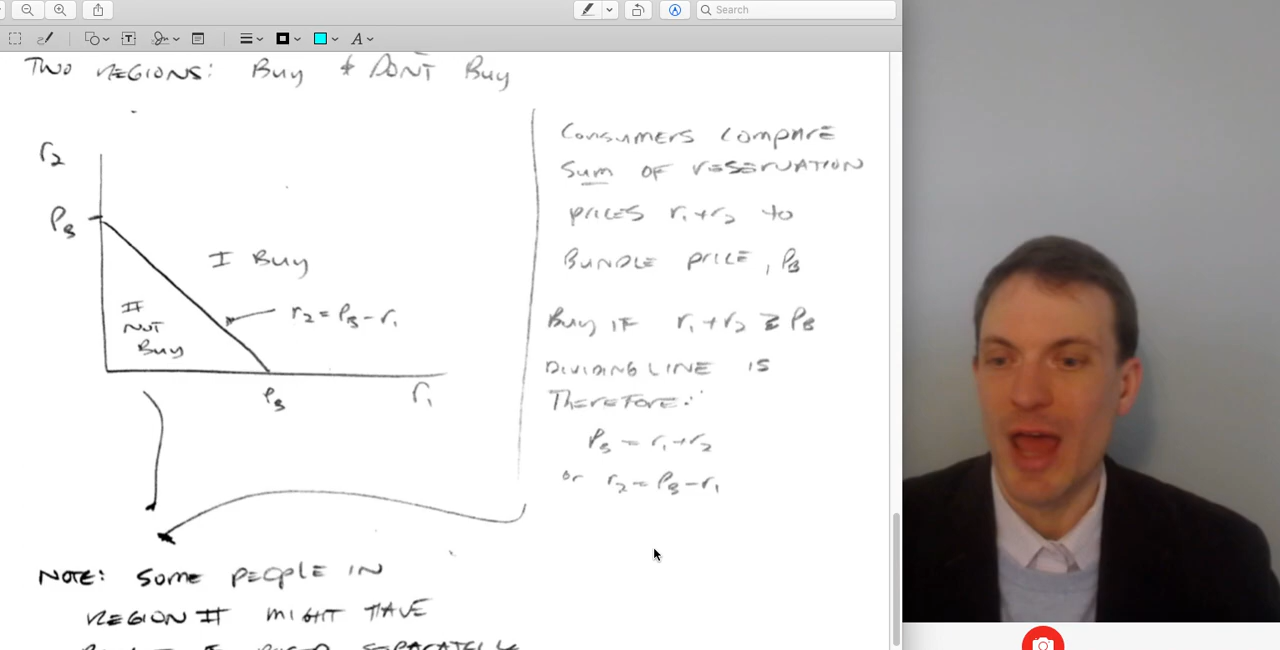 Search
TWO REGIONS: BUY & DON'T BUY
r2
PB
I BUY
II
NOT
BUY
r2 = PB - r1
PB
r1
CONSUMERS COMPARE
SUM OF RESERVATION
PRICES r1 + r2 to
BUNDLE PRICE, PB
BUY IF r1 + r2 ≥ PB
DIVIDING LINE IS
THEREFORE:
PB = r1 + r2
or r2 = PB - r1
NOTE: SOME PEOPLE IN
REGION II MIGHT HAVE
SEPARATELY